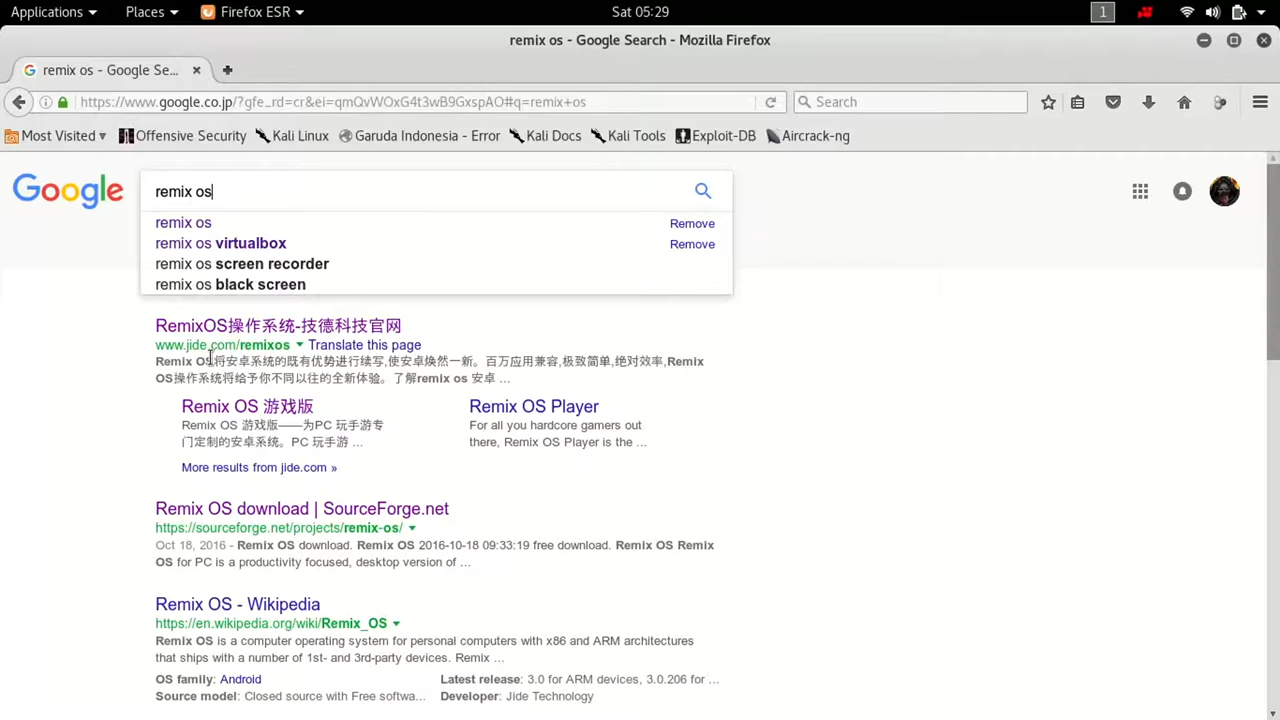 Applications Places Firefox ESR Sat 05:29 1
remix os - Google Search - Mozilla Firefox
remix os - Google Se...
https://www.google.co.jp/?gfe_rd=cr&ei=qmQvWOxG4t3wB9GxspAO#q=remix+os Search
Most Visited Offensive Security Kali Linux Garuda Indonesia - Error Kali Docs Kali Tools Exploit-DB Aircrack-ng
Google remix os
remix os Remove
remix os virtualbox Remove
remix os screen recorder
remix os black screen
RemixOS操作系统-技德科技官网
www.jide.com/remixos Translate this page
Remix OS将安卓系统的既有优势进行续写,使安卓焕然一新。百万应用兼容,极致简单,绝对效率,Remix
OS操作系统将给予你不同以往的全新体验。了解remix os 安卓 ...
Remix OS 游戏版 Remix OS Player
Remix OS 游戏版——为PC 玩手游专 For all you hardcore gamers out
门定制的安卓系统。PC 玩手游 ... there, Remix OS Player is the ...
More results from jide.com »
Remix OS download | SourceForge.net
https://sourceforge.net/projects/remix-os/
Oct 18, 2016 - Remix OS download. Remix OS 2016-10-18 09:33:19 free download. Remix OS Remix
OS for PC is a productivity focused, desktop version of ...
Remix OS - Wikipedia
https://en.wikipedia.org/wiki/Remix_OS
Remix OS is a computer operating system for personal computers with x86 and ARM architectures
that ships with a number of 1st- and 3rd-party devices. Remix ...
OS family: Android Latest release: 3.0 for ARM devices, 3.0.206 for ...
Source model: Closed source with Free softwa... Developer: Jide Technology